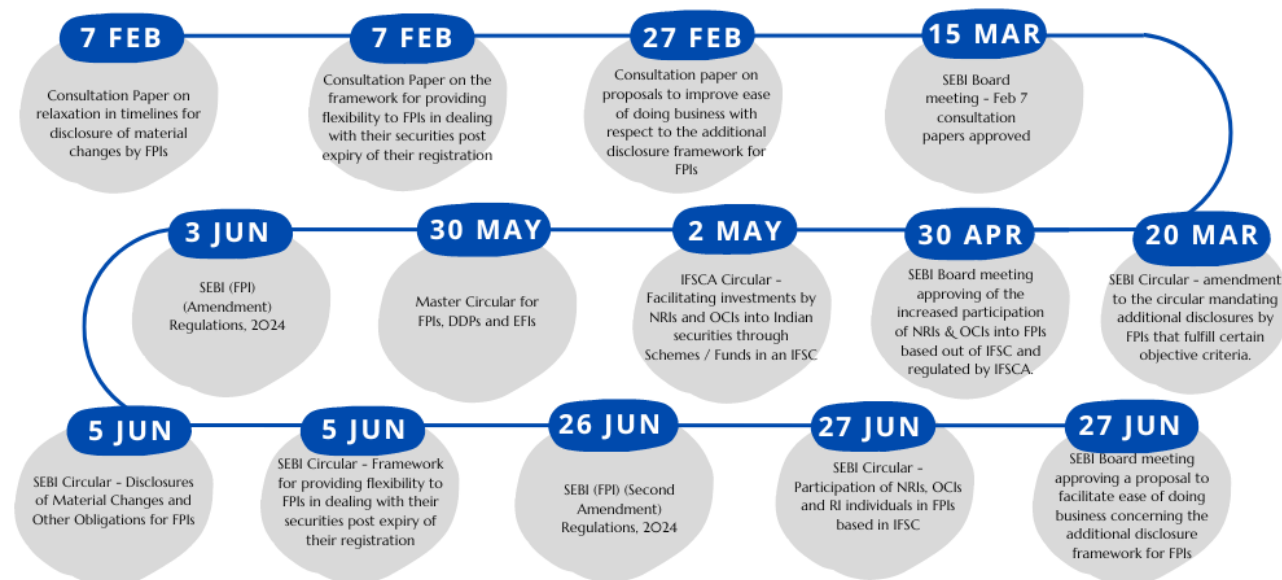 7 FEB
Consultation Paper on
relaxation in timelines for
disclosure of material
changes by FPIs
7 FEB
Consultation Paper on the
framework for providing
flexibility to FPIs in dealing
with their securities post
expiry of their registration
27 FEB
Consultation paper on
proposals to improve ease
of doing business with
respect to the additional
disclosure framework for
FPIs
15 MAR
SEBI Board
meeting - Feb 7
consultation
papers approved
20 MAR
SEBI Circular - amendment
to the circular mandating
additional disclosures by
FPIs that fulfill certain
objective criteria.
30 APR
SEBI Board meeting
approving of the
increased participation
of NRIs & OCIs into FPIs
based out of IFSC and
regulated by IFSCA.
2 MAY
IFSCA Circular -
Facilitating investments by
NRIs and OCIs into Indian
securities through
Schemes / Funds in an IFSC
30 MAY
Master Circular for
FPIs, DDPs and EFIs
3 JUN
SEBI (FPI)
(Amendment)
Regulations, 2024
5 JUN
SEBI Circular - Disclosures
of Material Changes and
Other Obligations for FPIs
5 JUN
SEBI Circular - Framework
for providing flexibility to
FPIs in dealing with their
securities post expiry of
their registration
26 JUN
SEBI (FPI) (Second
Amendment)
Regulations, 2024
27 JUN
SEBI Circular -
Participation of NRIs, OCIs
and RI individuals in FPIs
based in IFSC
27 JUN
SEBI Board meeting
approving a proposal to
facilitate ease of doing
business concerning the
additional disclosure
framework for FPIs